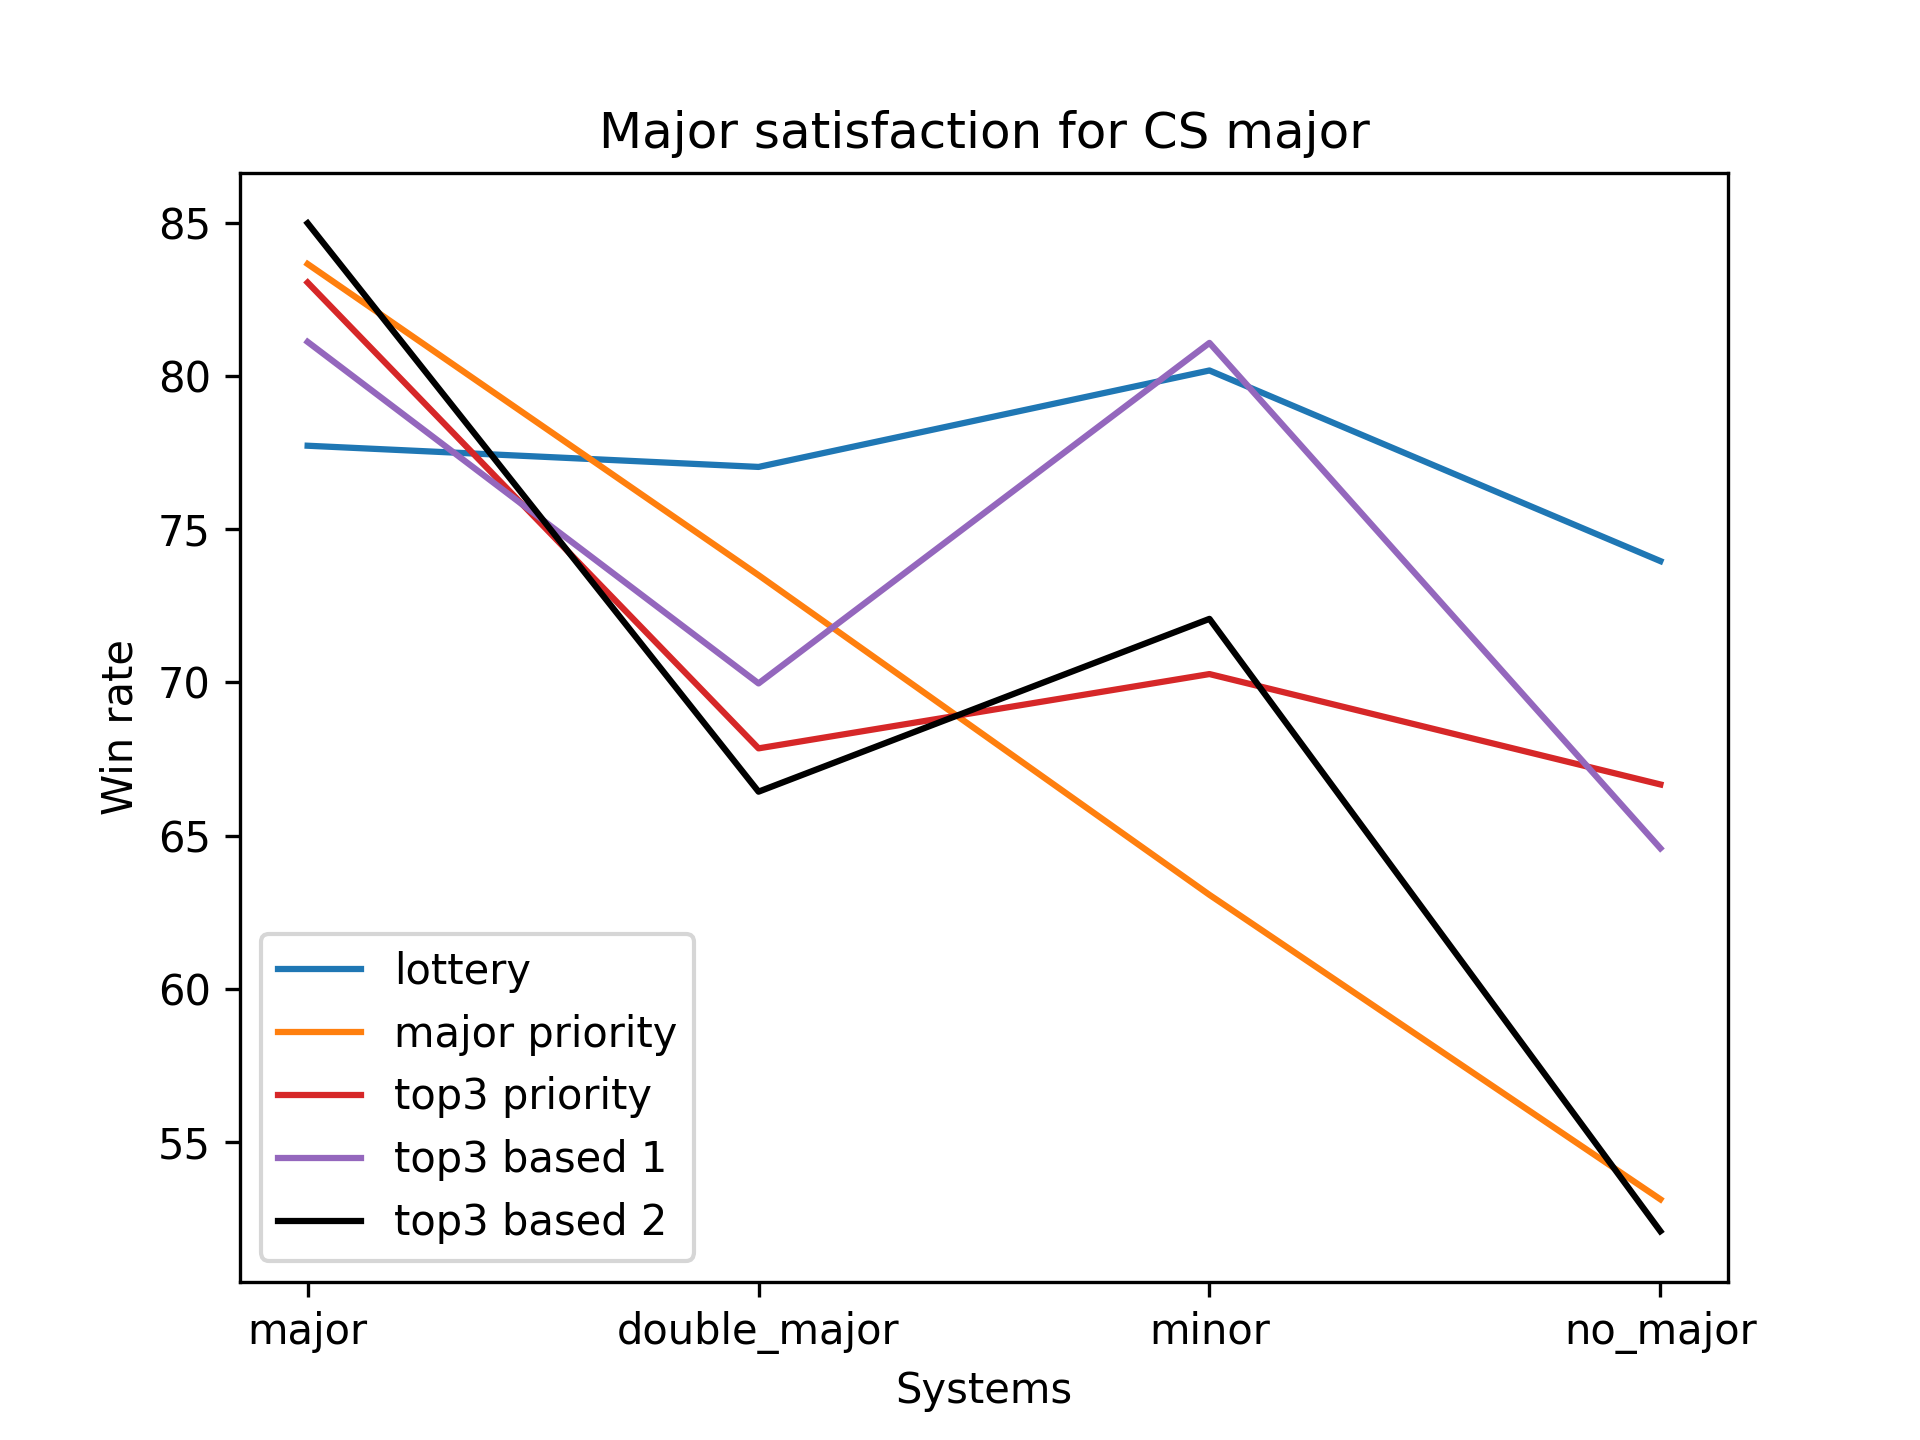 Major satisfaction for CS major
85
80
75
70
65
60
55
Win rate
lottery
major priority
top3 priority
top3 based 1
top3 based 2
major
double_major
minor
no_major
Systems